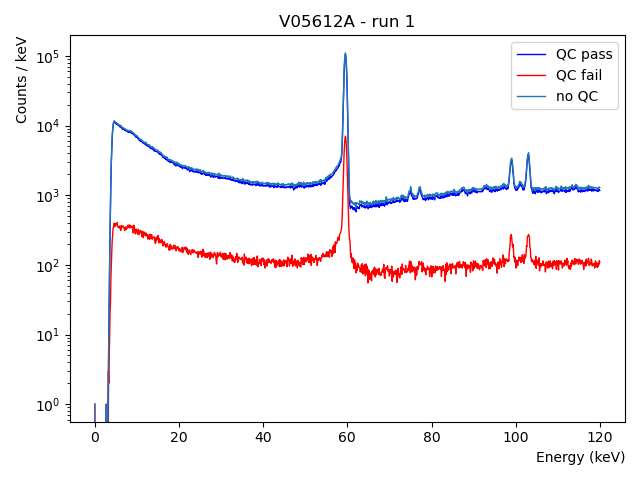 V05612A - run 1
Counts / keV
10⁵
10⁴
10³
10²
10¹
10⁰
QC pass
QC fail
no QC
0 20 40 60 80 100 120
Energy (keV)